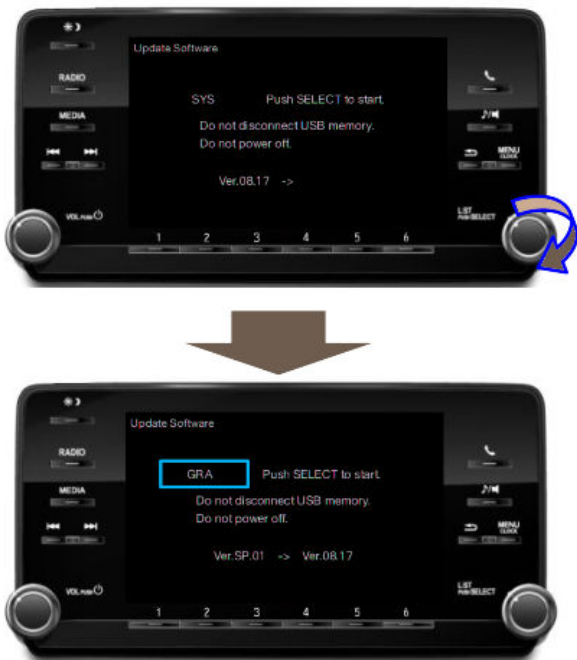 Update Software
RADIO
SYS Push SELECT to start.
MEDIA
Do not disconnect USB memory.
Do not power off.
MENU
CLOCK
Ver.08.17 ->
VOL PUSH
LIST
PUSH SELECT
1 2 3 4 5 6
Update Software
RADIO
GRA Push SELECT to start.
MEDIA
Do not disconnect USB memory.
Do not power off.
MENU
CLOCK
Ver.SP.01 -> Ver.08.17
VOL PUSH
LIST
PUSH SELECT
1 2 3 4 5 6